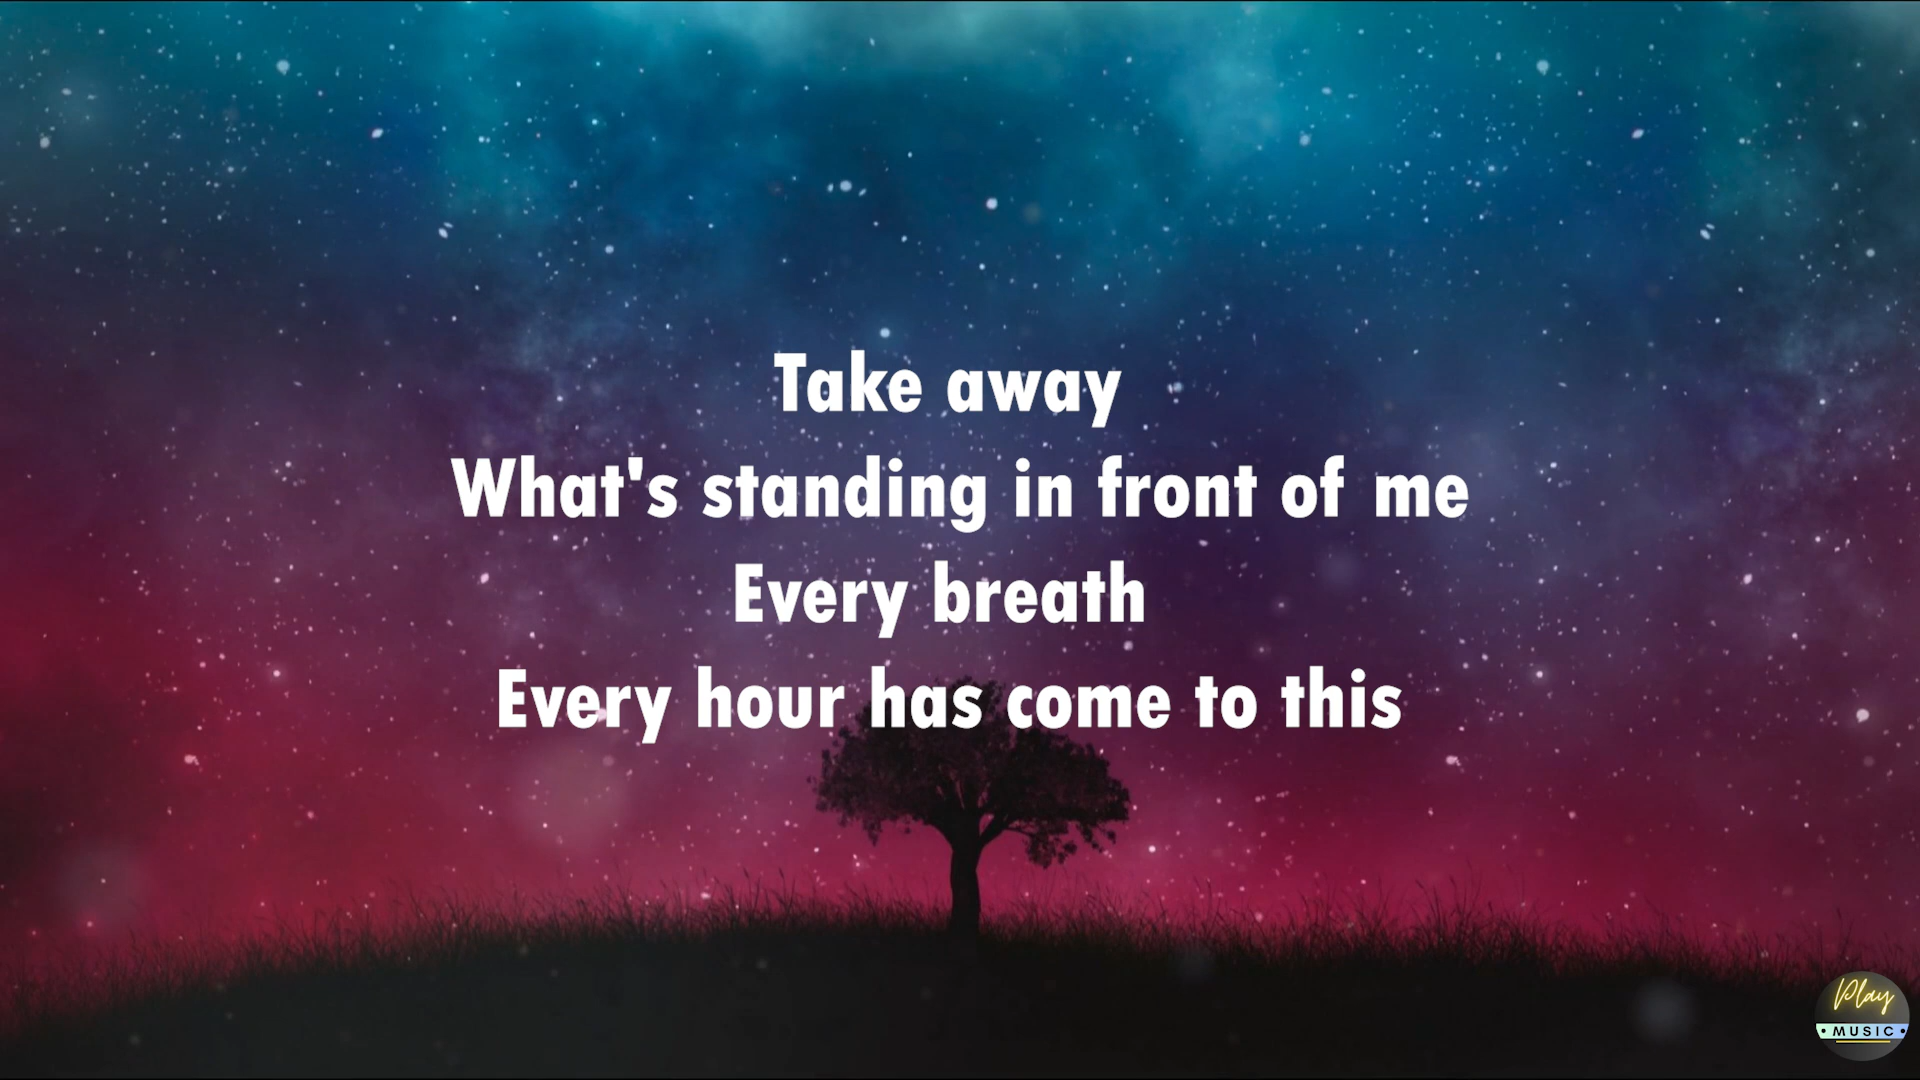 Take away
What's standing in front of me
Every breath
Every hour has come to this
Play
• MUSIC •